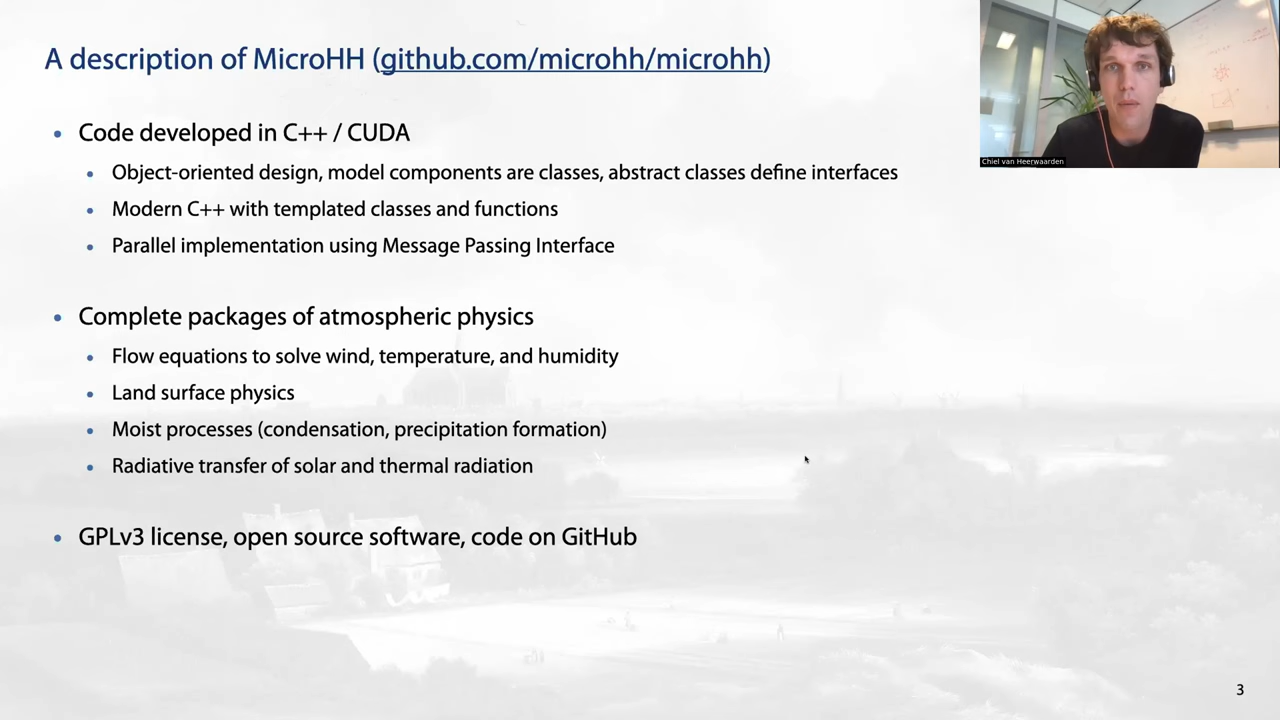 A description of MicroHH (github.com/microhh/microhh)
Chiel van Heerwaarden
• Code developed in C++ / CUDA
• Object-oriented design, model components are classes, abstract classes define interfaces
• Modern C++ with templated classes and functions
• Parallel implementation using Message Passing Interface
• Complete packages of atmospheric physics
• Flow equations to solve wind, temperature, and humidity
• Land surface physics
• Moist processes (condensation, precipitation formation)
• Radiative transfer of solar and thermal radiation
• GPLv3 license, open source software, code on GitHub
3